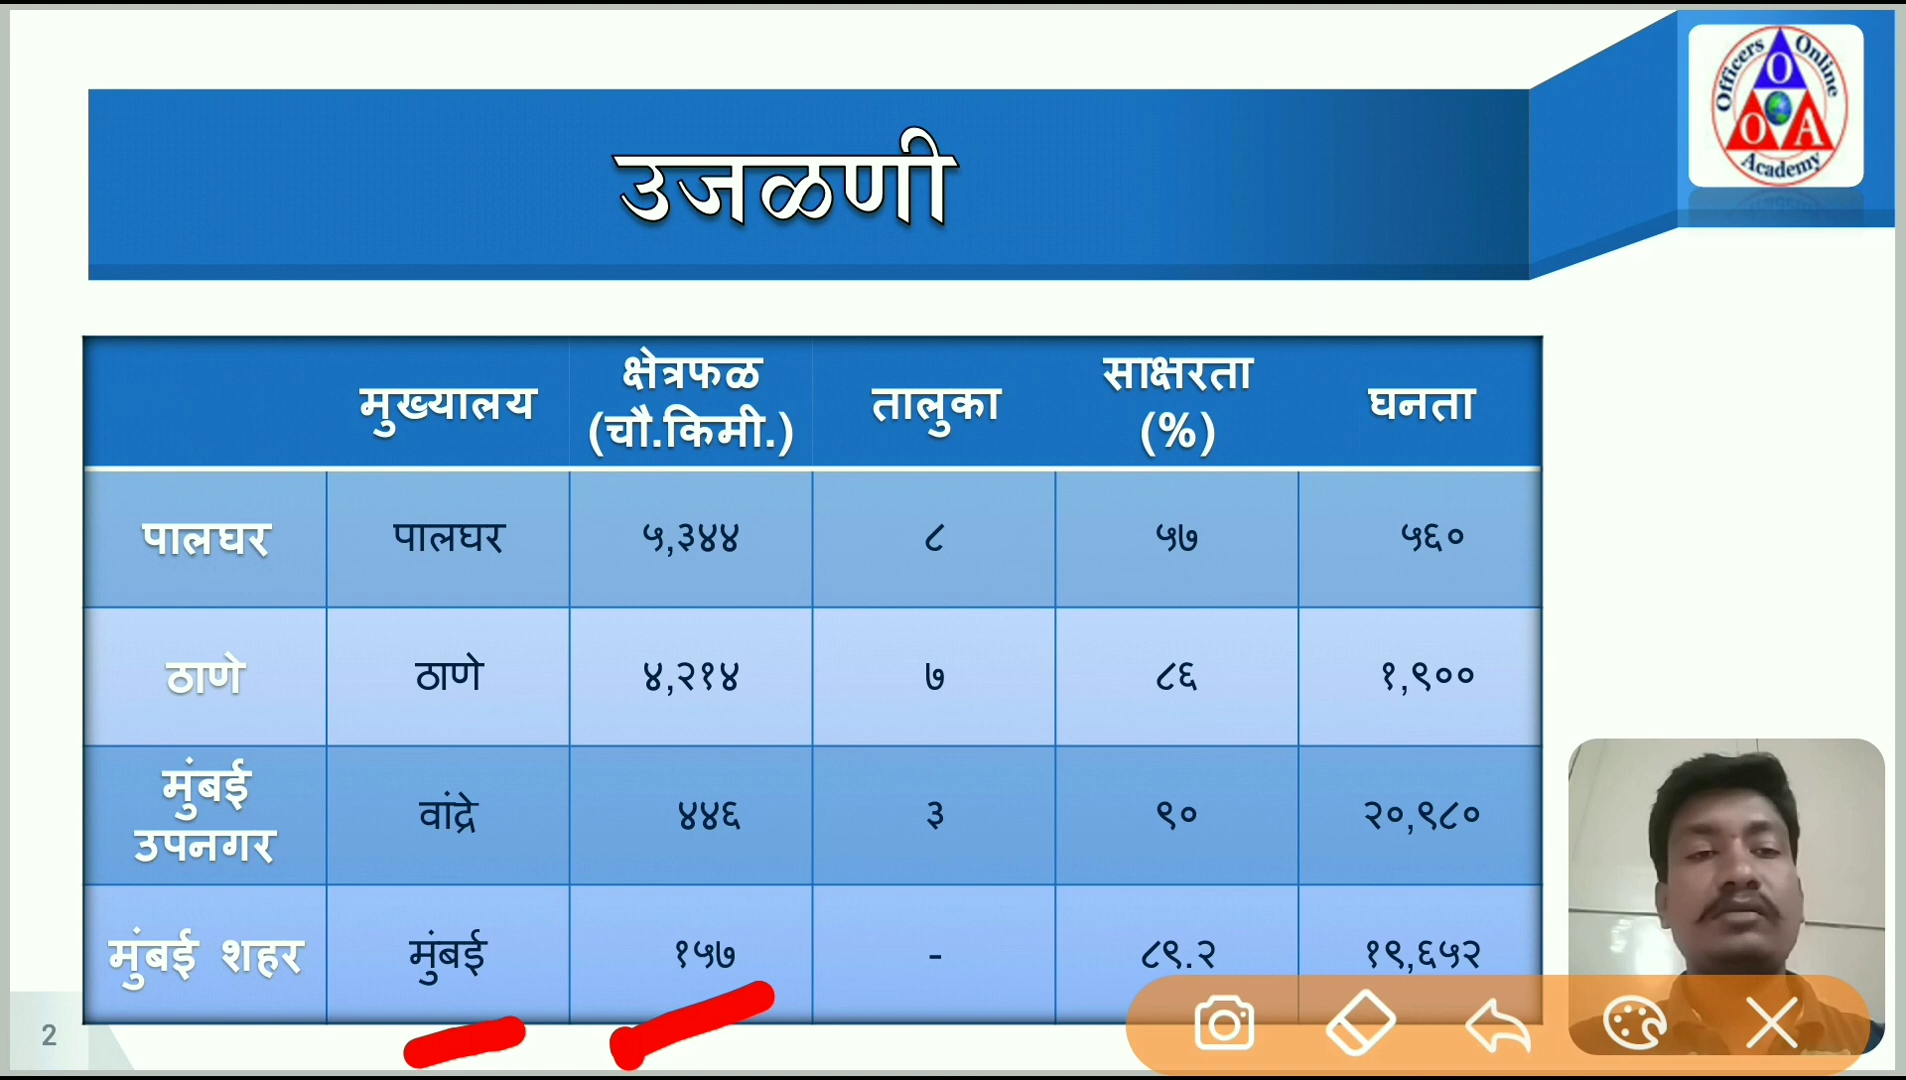 Officers Online
O
O A
Academy
उजळणी
मुख्यालय क्षेत्रफळ (चौ.किमी.) तालुका साक्षरता (%) घनता
पालघर पालघर ५,३४४ ८ ५७ ५६०
ठाणे ठाणे ४,२१४ ७ ८६ १,९००
मुंबई उपनगर वांद्रे ४४६ ३ ९० २०,९८०
मुंबई शहर मुंबई १५७ - ८९.२ १९,६५२
2